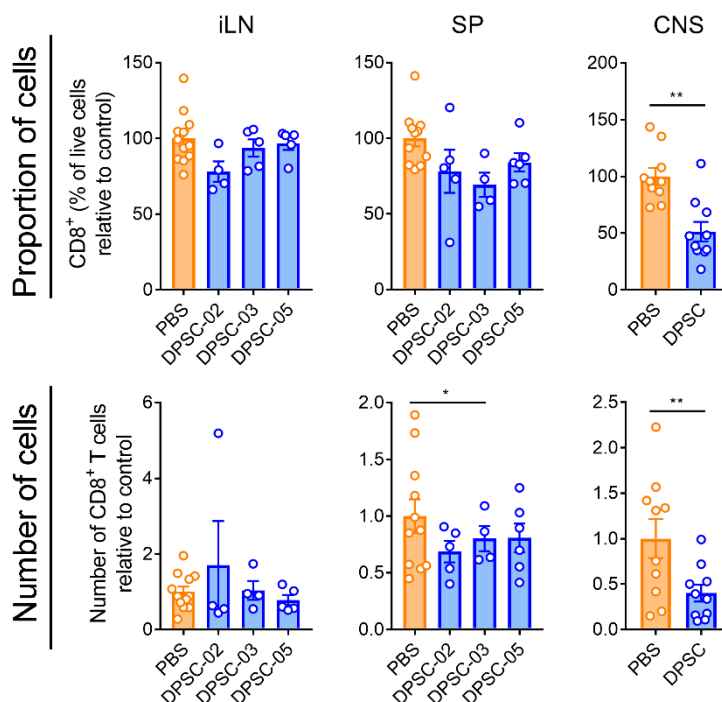 iLN
SP
CNS
Proportion of cells
CD8+ (% of live cells
relative to control)
150
100
50
0
PBS
DPSC-02
DPSC-03
DPSC-05
150
100
50
0
PBS
DPSC-02
DPSC-03
DPSC-05
200
150
100
50
0
**
PBS
DPSC
Number of cells
Number of CD8+ T cells
relative to control
6
4
2
0
PBS
DPSC-02
DPSC-03
DPSC-05
2.0
1.5
1.0
0.5
0.0
*
PBS
DPSC-02
DPSC-03
DPSC-05
2.5
2.0
1.5
1.0
0.5
0.0
**
PBS
DPSC